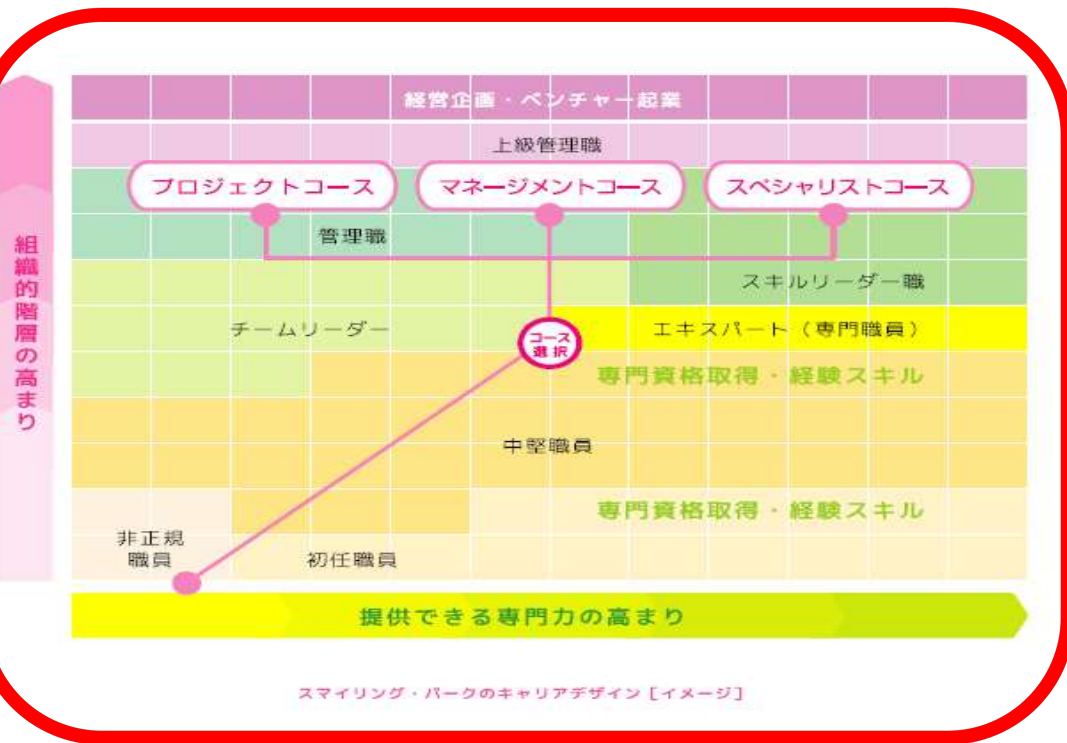 経営企画・ベンチャー起業
上級管理職
プロジェクトコース
マネージメントコース
スペシャリストコース
組織的階層の高まり
管理職
スキルリーダー職
チームリーダー
コース
選択
エキスパート(専門職員)
専門資格取得・経験スキル
中堅職員
専門資格取得・経験スキル
非正規
職員
初任職員
提供できる専門力の高まり
スマイリング・パークのキャリアデザイン[イメージ]